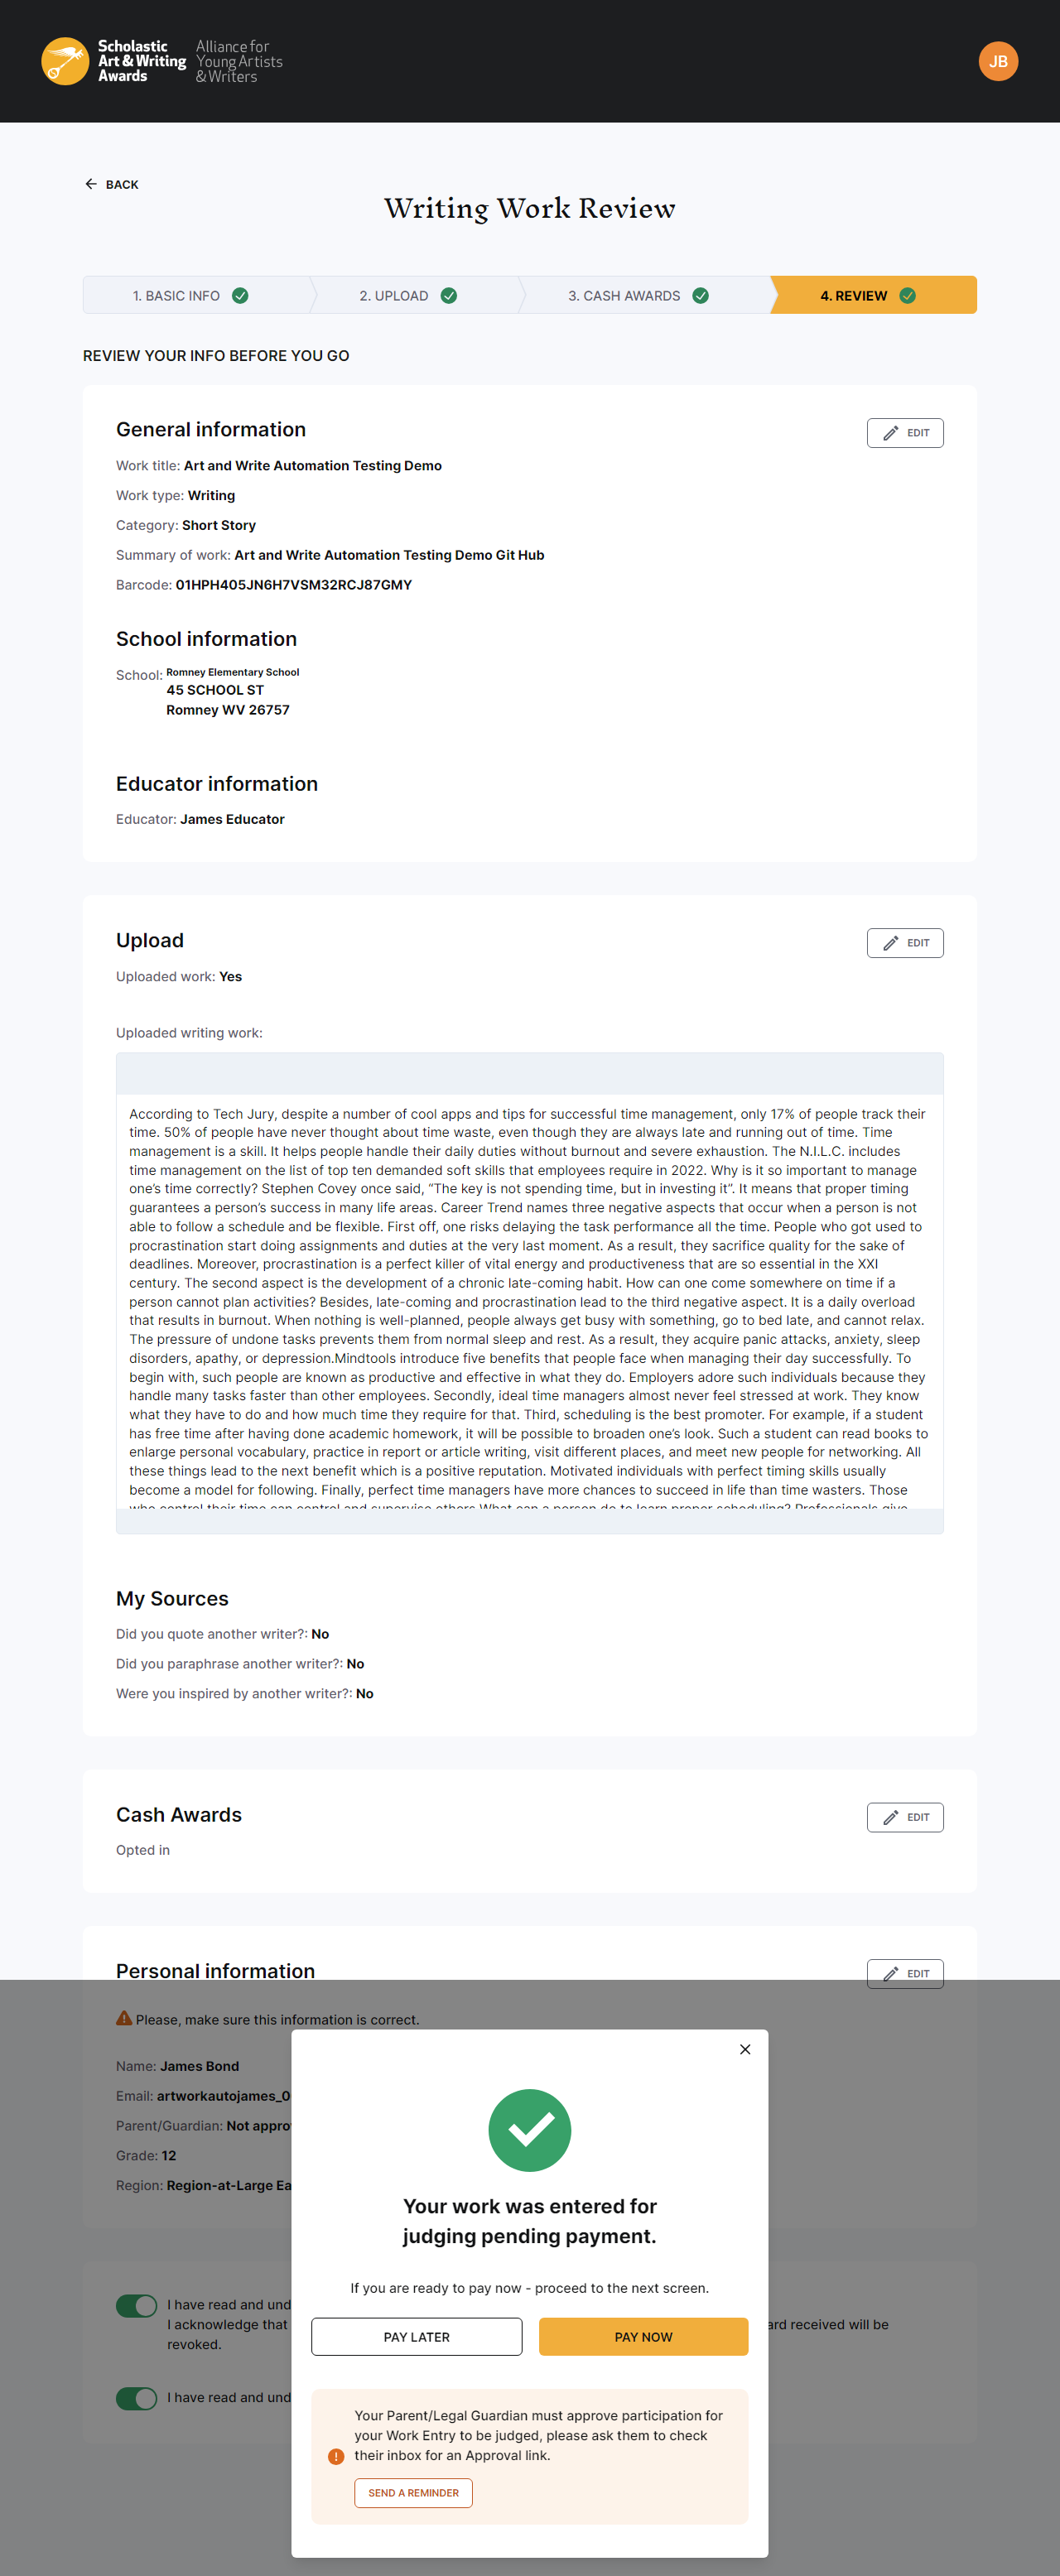 Scholastic
Art & Writing
Awards
Alliance for
Young Artists
& Writers
JB
BACK
Writing Work Review
1. BASIC INFO
2. UPLOAD
3. CASH AWARDS
4. REVIEW
REVIEW YOUR INFO BEFORE YOU GO
General information
EDIT
Work title: Art and Write Automation Testing Demo
Work type: Writing
Category: Short Story
Summary of work: Art and Write Automation Testing Demo Git Hub
Barcode: 01HPH405JN6H7VSM32RCJ87GMY
School information
School: Romney Elementary School
45 SCHOOL ST
Romney WV 26757
Educator information
Educator: James Educator
Upload
EDIT
Uploaded work: Yes
Uploaded writing work:
According to Tech Jury, despite a number of cool apps and tips for successful time management, only 17% of people track their
time. 50% of people have never thought about time waste, even though they are always late and running out of time. Time
management is a skill. It helps people handle their daily duties without burnout and severe exhaustion. The N.I.L.C. includes
time management on the list of top ten demanded soft skills that employees require in 2022. Why is it so important to manage
one’s time correctly? Stephen Covey once said, “The key is not spending time, but in investing it”. It means that proper timing
guarantees a person’s success in many life areas. Career Trend names three negative aspects that occur when a person is not
able to follow a schedule and be flexible. First off, one risks delaying the task performance all the time. People who got used to
procrastination start doing assignments and duties at the very last moment. As a result, they sacrifice quality for the sake of
deadlines. Moreover, procrastination is a perfect killer of vital energy and productiveness that are so essential in the XXI
century. The second aspect is the development of a chronic late-coming habit. How can one come somewhere on time if a
person cannot plan activities? Besides, late-coming and procrastination lead to the third negative aspect. It is a daily overload
that results in burnout. When nothing is well-planned, people always get busy with something, go to bed late, and cannot relax.
The pressure of undone tasks prevents them from normal sleep and rest. As a result, they acquire panic attacks, anxiety, sleep
disorders, apathy, or depression.Mindtools introduce five benefits that people face when managing their day successfully. To
begin with, such people are known as productive and effective in what they do. Employers adore such individuals because they
handle many tasks faster than other employees. Secondly, ideal time managers almost never feel stressed at work. They know
what they have to do and how much time they require for that. Third, scheduling is the best promoter. For example, if a student
has free time after having done academic homework, it will be possible to broaden one’s look. Such a student can read books to
enlarge personal vocabulary, practice in report or article writing, visit different places, and meet new people for networking. All
these things lead to the next benefit which is a positive reputation. Motivated individuals with perfect timing skills usually
become a model for following. Finally, perfect time managers have more chances to succeed in life than time wasters. Those
who control their time can control and supervise others.What can a person do to learn proper scheduling? Professionals give
My Sources
Did you quote another writer?: No
Did you paraphrase another writer?: No
Were you inspired by another writer?: No
Cash Awards
EDIT
Opted in
Personal information
EDIT
Please, make sure this information is correct.
Name: James Bond
Email: artworkautojames_0
Parent/Guardian: Not appro
Grade: 12
Region: Region-at-Large Ea
Your work was entered for
judging pending payment.
If you are ready to pay now - proceed to the next screen.
PAY LATER
PAY NOW
Your Parent/Legal Guardian must approve participation for
your Work Entry to be judged, please ask them to check
their inbox for an Approval link.
SEND A REMINDER
I have read and und
I acknowledge that
ard received will be
revoked.
I have read and und